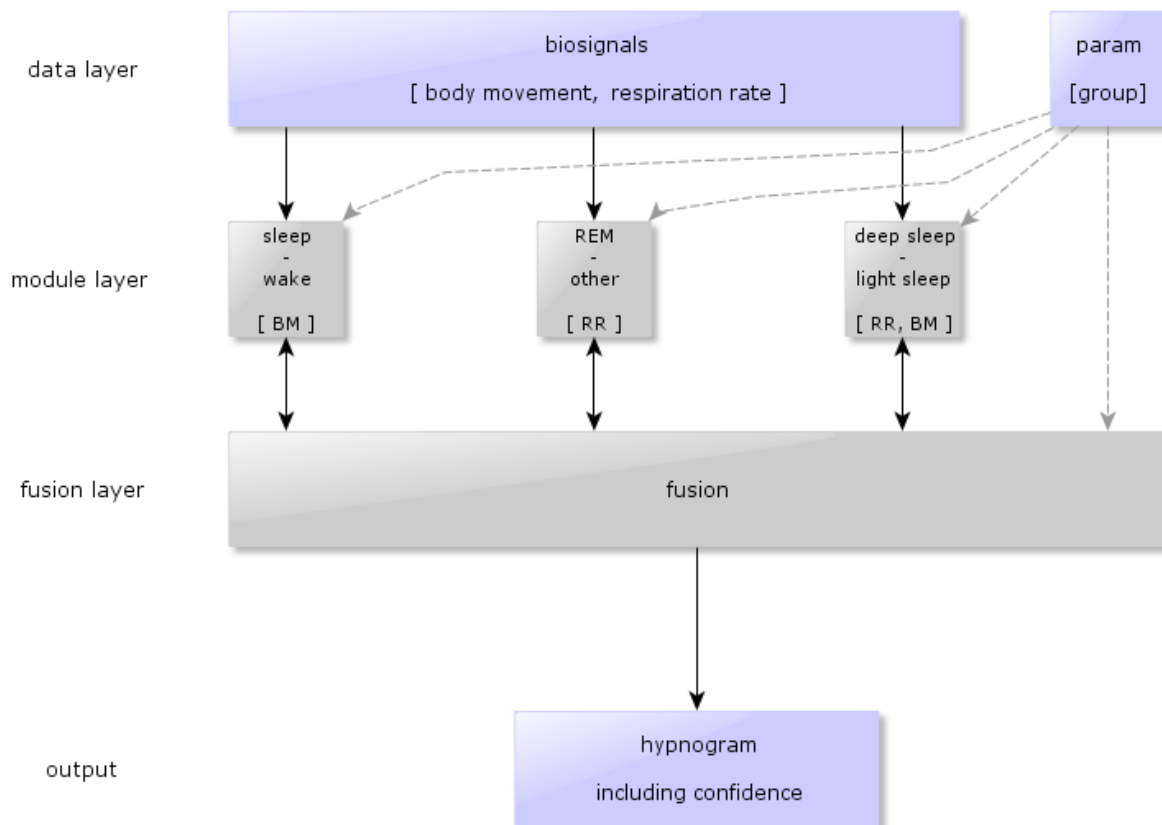 biosignals
param
data layer
[ body movement, respiration rate ]
[group]
sleep
-
wake
[ BM ]
REM
-
other
[ RR ]
deep sleep
-
light sleep
[ RR, BM ]
module layer
fusion layer
fusion
hypnogram
output
including confidence